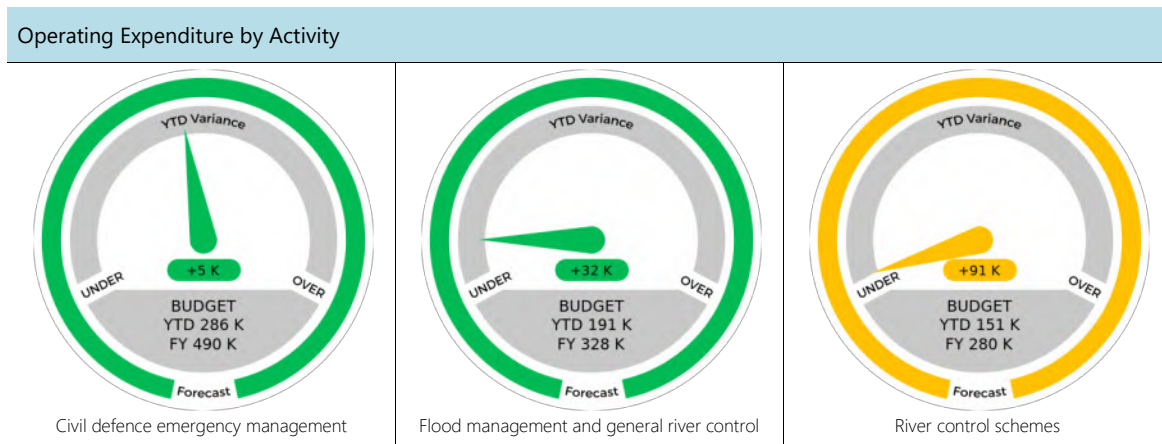 Operating Expenditure by Activity
YTD Variance
+5 K
UNDER
OVER
BUDGET
YTD 286 K
FY 490 K
Forecast
Civil defence emergency management
YTD Variance
+32 K
UNDER
OVER
BUDGET
YTD 191 K
FY 328 K
Forecast
Flood management and general river control
YTD Variance
+91 K
UNDER
OVER
BUDGET
YTD 151 K
FY 280 K
Forecast
River control schemes